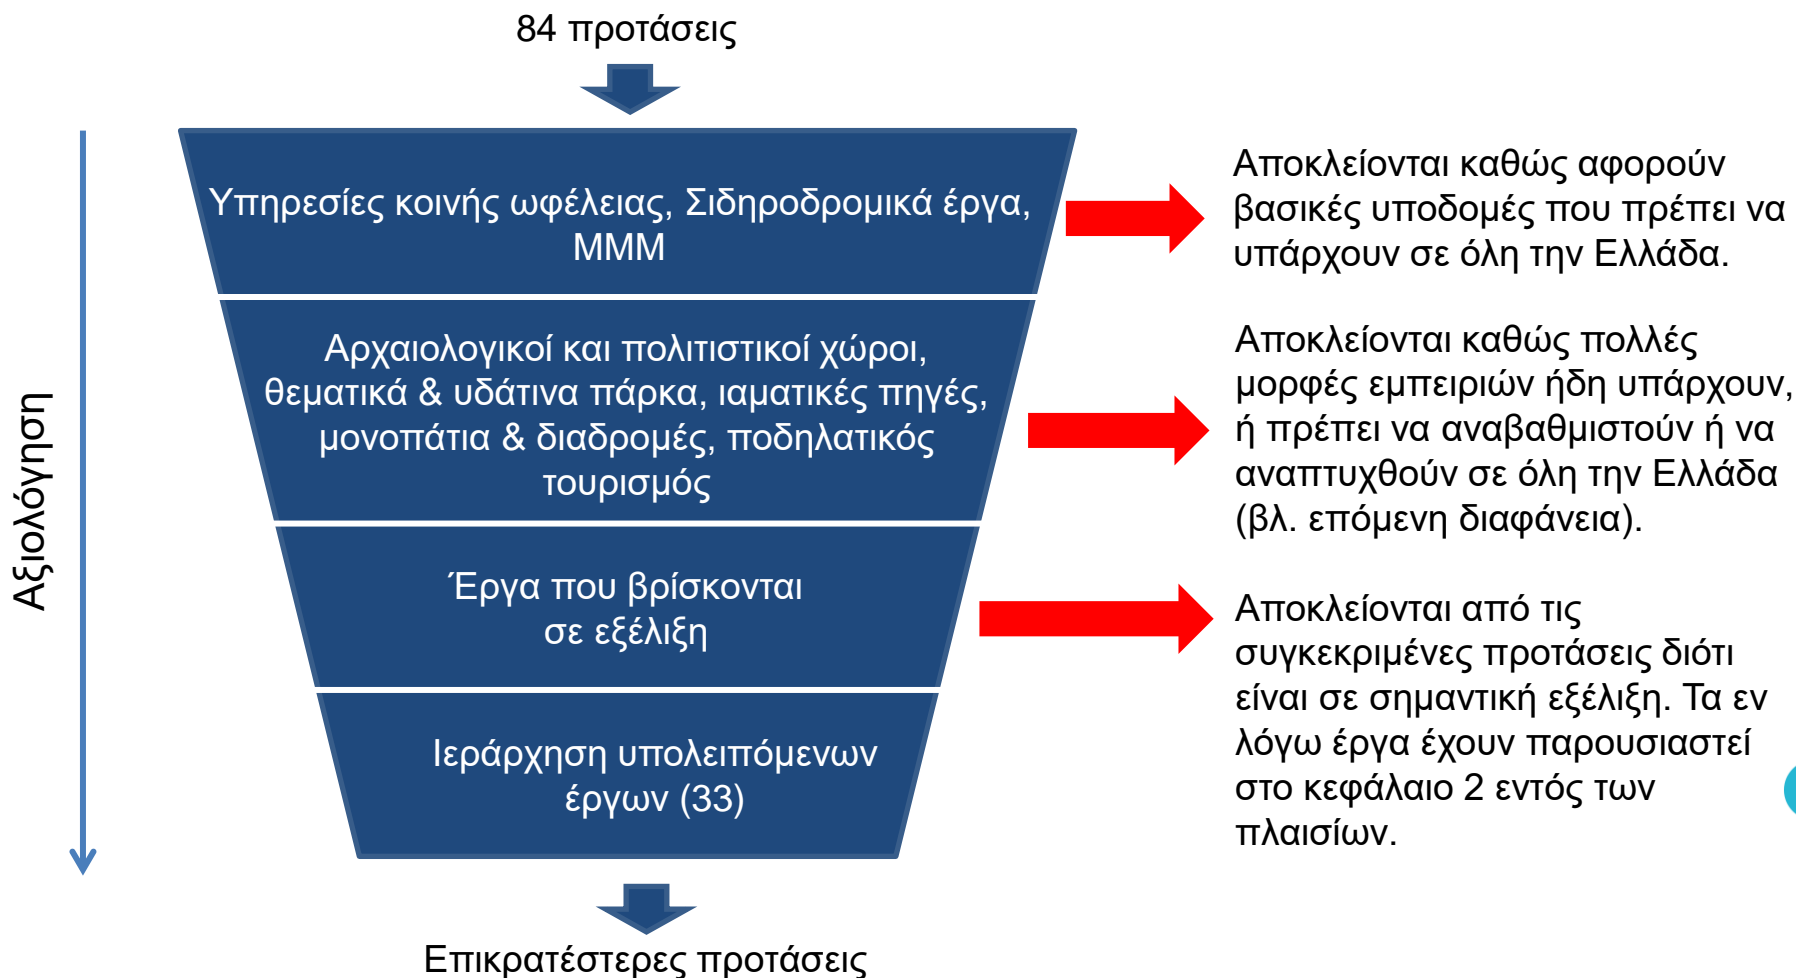 84 προτάσεις
Αξιολόγηση
Υπηρεσίες κοινής ωφέλειας, Σιδηροδρομικά έργα,
ΜΜΜ
Αποκλείονται καθώς αφορούν
βασικές υποδομές που πρέπει να
υπάρχουν σε όλη την Ελλάδα.
Αρχαιολογικοί και πολιτιστικοί χώροι,
θεματικά & υδάτινα πάρκα, ιαματικές πηγές,
μονοπάτια & διαδρομές, ποδηλατικός
τουρισμός
Αποκλείονται καθώς πολλές
μορφές εμπειριών ήδη υπάρχουν,
ή πρέπει να αναβαθμιστούν ή να
αναπτυχθούν σε όλη την Ελλάδα
(βλ. επόμενη διαφάνεια).
Έργα που βρίσκονται
σε εξέλιξη
Αποκλείονται από τις
συγκεκριμένες προτάσεις διότι
είναι σε σημαντική εξέλιξη. Τα εν
λόγω έργα έχουν παρουσιαστεί
στο κεφάλαιο 2 εντός των
πλαισίων.
Ιεράρχηση υπολειπόμενων
έργων (33)
Επικρατέστερες προτάσεις